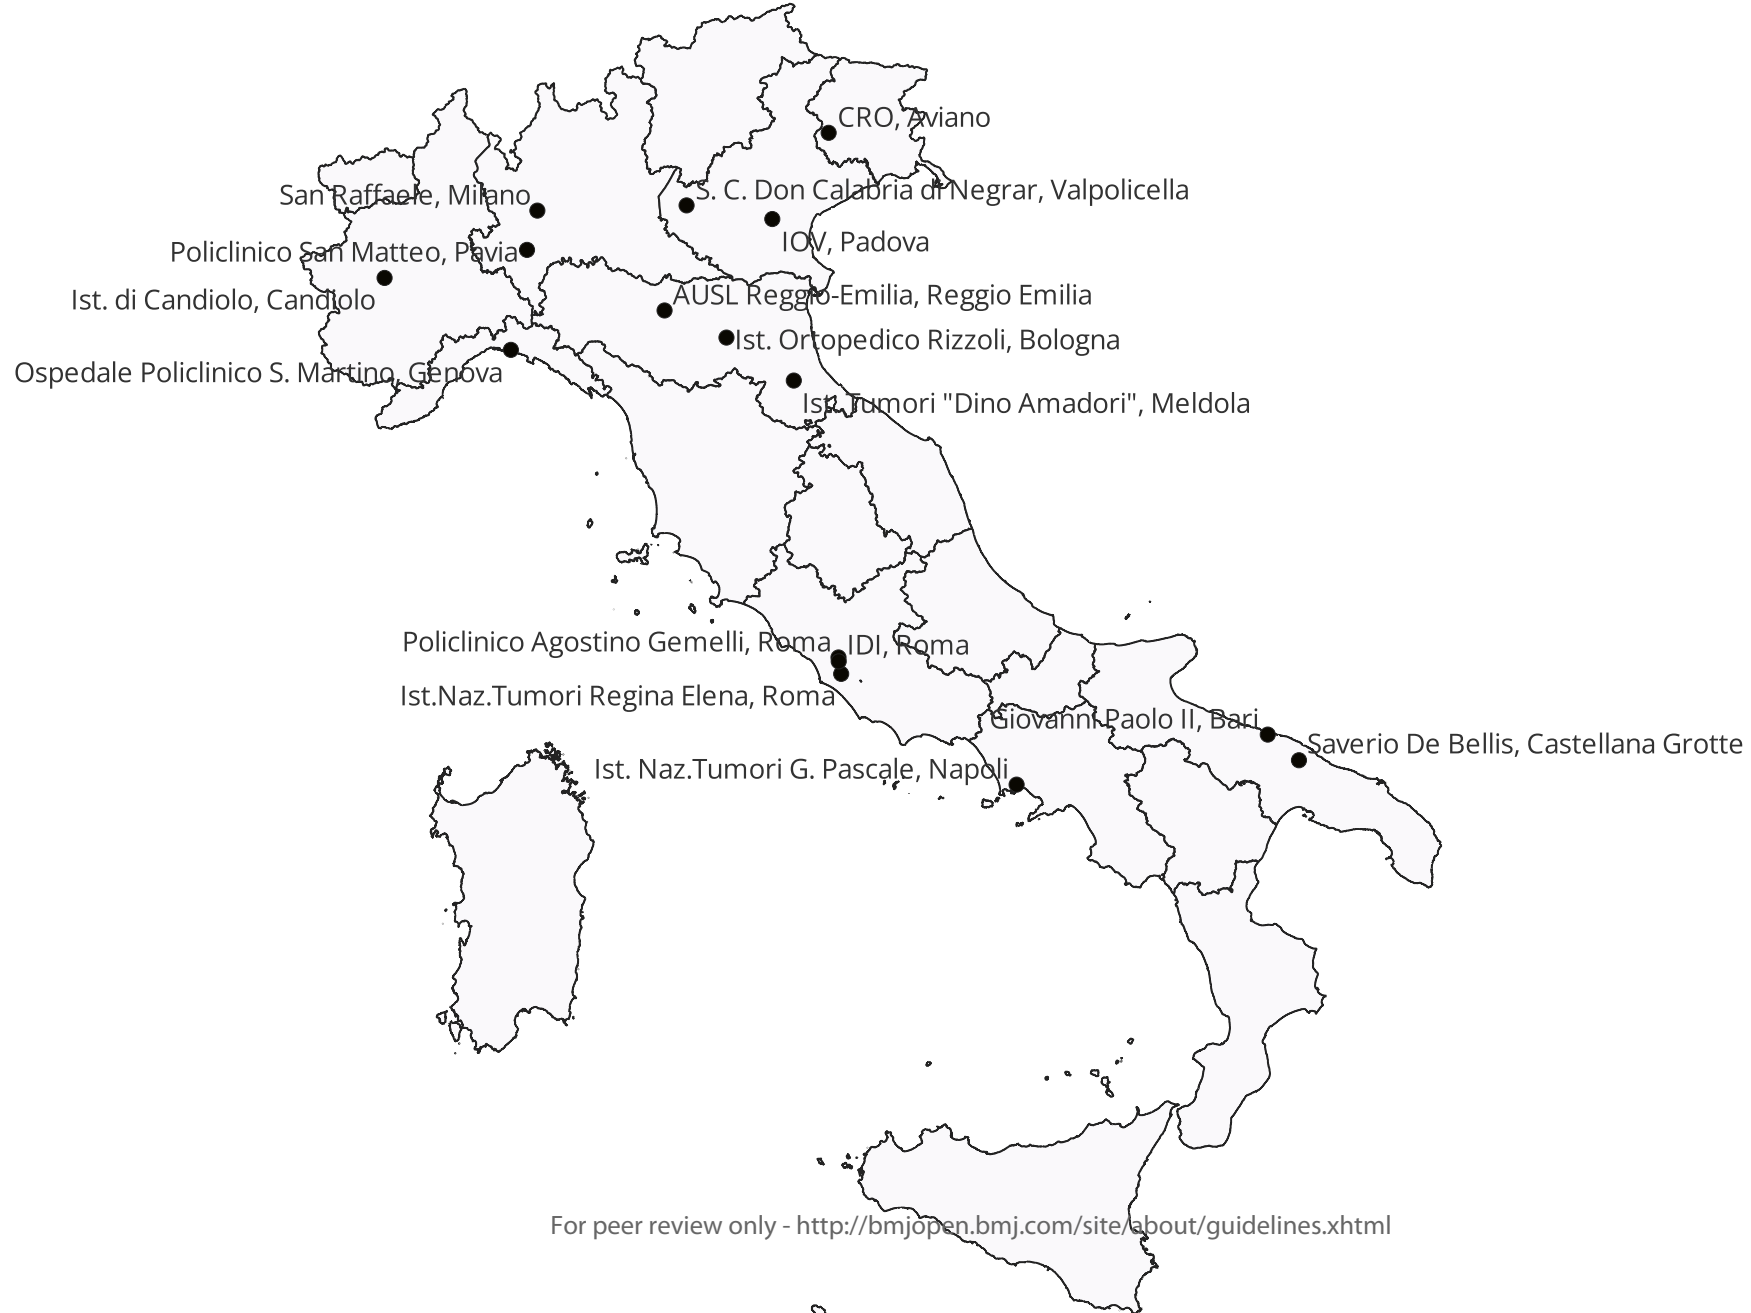 CRO, Aviano
S. C. Don Calabria di Negrar, Valpolicella
San Raffaele, Milano
IOV, Padova
Policlinico San Matteo, Pavia
AUSL Reggio-Emilia, Reggio Emilia
Ist. di Candiolo, Candiolo
Ist. Ortopedico Rizzoli, Bologna
Ospedale Policlinico S. Martino, Genova
Ist. Tumori "Dino Amadori", Meldola
Policlinico Agostino Gemelli, Roma
IDI, Roma
Ist.Naz.Tumori Regina Elena, Roma
Giovanni Paolo II, Bari
Saverio De Bellis, Castellana Grotte
Ist. Naz.Tumori G. Pascale, Napoli
For peer review only - http://bmjopen.bmj.com/site/about/guidelines.xhtml